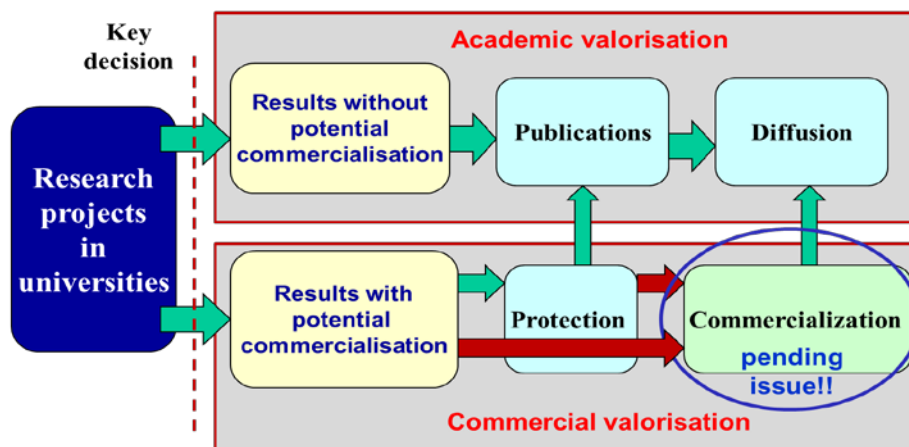 Key
decision
Academic valorisation
Results without
potential
commercialisation
Publications
Diffusion
Research
projects
in
universities
Results with
potential
commercialisation
Protection
Commercialization
pending
issue!!
Commercial valorisation